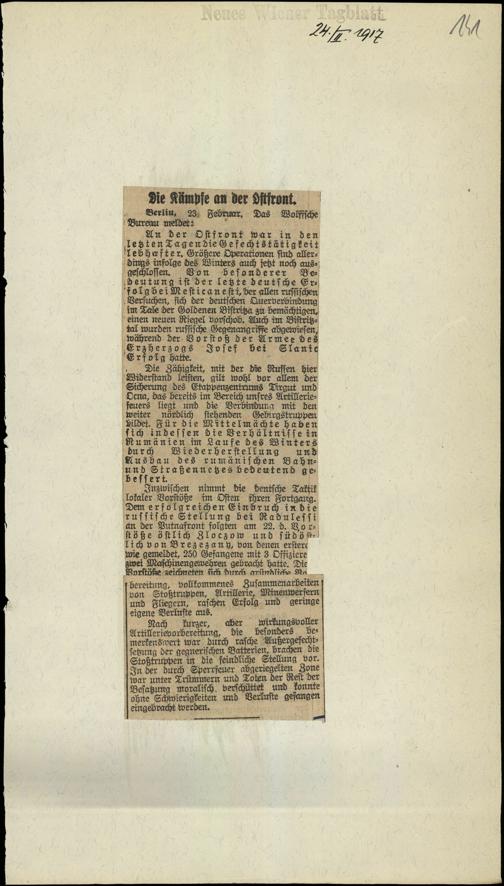 Neues Wiener Tagblatt
24./II. 1917
141
Die Kämpfe an der Ostfront.
Berlin, 23. Februar. Das Wolffsche
Bureau meldet:
An der Ostfront war in den
letzten Tagen die Gefechtstätigkeit
lebhafter. Größere Operationen sind aller-
dings infolge des Winters auch jetzt noch aus-
geschlossen. Von besonderer Be-
deutung ist der letzte deutsche Er-
folg bei Mesticanesti, der allen russischen
Versuchen, sich der deutschen Querverbindung
im Tale der Goldenen Bistritza zu bemächtigen,
einen neuen Riegel vorschob. Auch im Bistritz-
tal wurden russische Gegenangriffe abgewiesen,
während der Vorstoß der Armee des
Erzherzogs Josef bei Slanic
Erfolg hatte.
Die Zähigkeit, mit der die Russen hier
Widerstand leisten, gilt wohl vor allem der
Sicherung des Etappenzentrums Tirgut und
Ocna, das bereits im Bereich unsres Artillerie-
feuers liegt und die Verbindung mit den
weiter nördlich stehenden Gebirgstruppen
bildet. Für die Mittelmächte haben
sich indessen die Verhältnisse in
Rumänien im Laufe des Winters
durch Wiederherstellung und
Ausbau des rumänischen Bahn-
und Straßennetzes bedeutend ge-
bessert.
Inzwischen nimmt die deutsche Taktik
lokaler Vorstöße im Osten ihren Fortgang.
Dem erfolgreichen Einbruch in die
russische Stellung bei Radulessi
an der Putnafront folgten am 22. d. Vor-
stöße östlich Zloczow und südöst-
lich von Brzezany, von denen erstere
wie gemeldet, 250 Gefangene mit 3 Offiziere
zwei Maschinengewehren gebracht hatte. Die
Vorstöße zeichneten sich durch gründliche
bereitung, vollkommenes Zusammenarbeiten
von Stoßtruppen, Artillerie, Minenwerfern
und Fliegern, raschen Erfolg und geringe
eigene Verluste aus.
Nach kurzer, aber wirkungsvoller
Artillerievorbereitung, die besonders be-
merkenswert war durch rasche Außergefecht-
setzung der gegnerischen Batterien, brachen die
Stoßtruppen in die feindliche Stellung vor.
In der durch Sperrfeuer abgeriegelten Zone
war unter Trümmern und Toten der Rest der
Besatzung moralisch verschüttet und konnte
ohne Schwierigkeiten und Verluste gefangen
eingebracht werden.